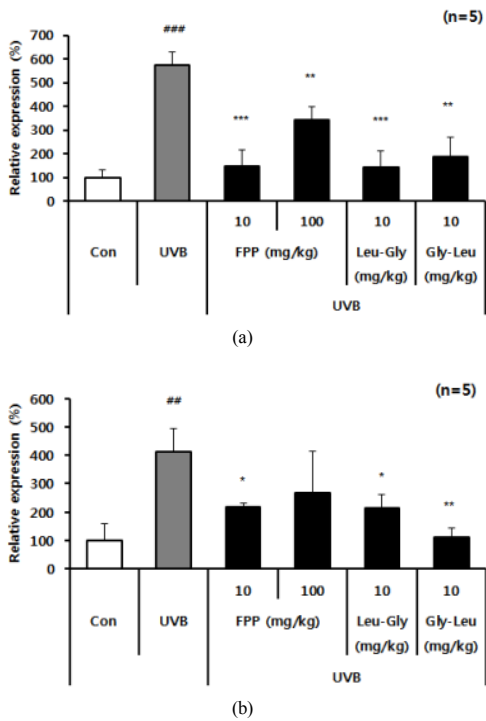 (n=5)
Relative expression (%)
700
600
500
400
300
200
100
0
###
***
**
***
**
10
100
10
10
Con
UVB
FPP (mg/kg)
Leu-Gly
(mg/kg)
Gly-Leu
(mg/kg)
UVB
(a)
(n=5)
Relative expression (%)
600
500
400
300
200
100
0
##
*
*
**
10
100
10
10
Con
UVB
FPP (mg/kg)
Leu-Gly
(mg/kg)
Gly-Leu
(mg/kg)
UVB
(b)